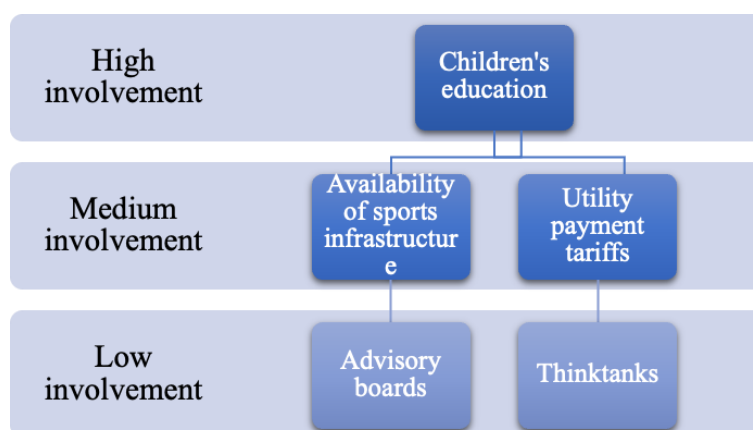 High
involvement
Children's
education
Medium
involvement
Availability
of sports
infrastructur
e
Utility
payment
tariffs
Low
involvement
Advisory
boards
Thinktanks